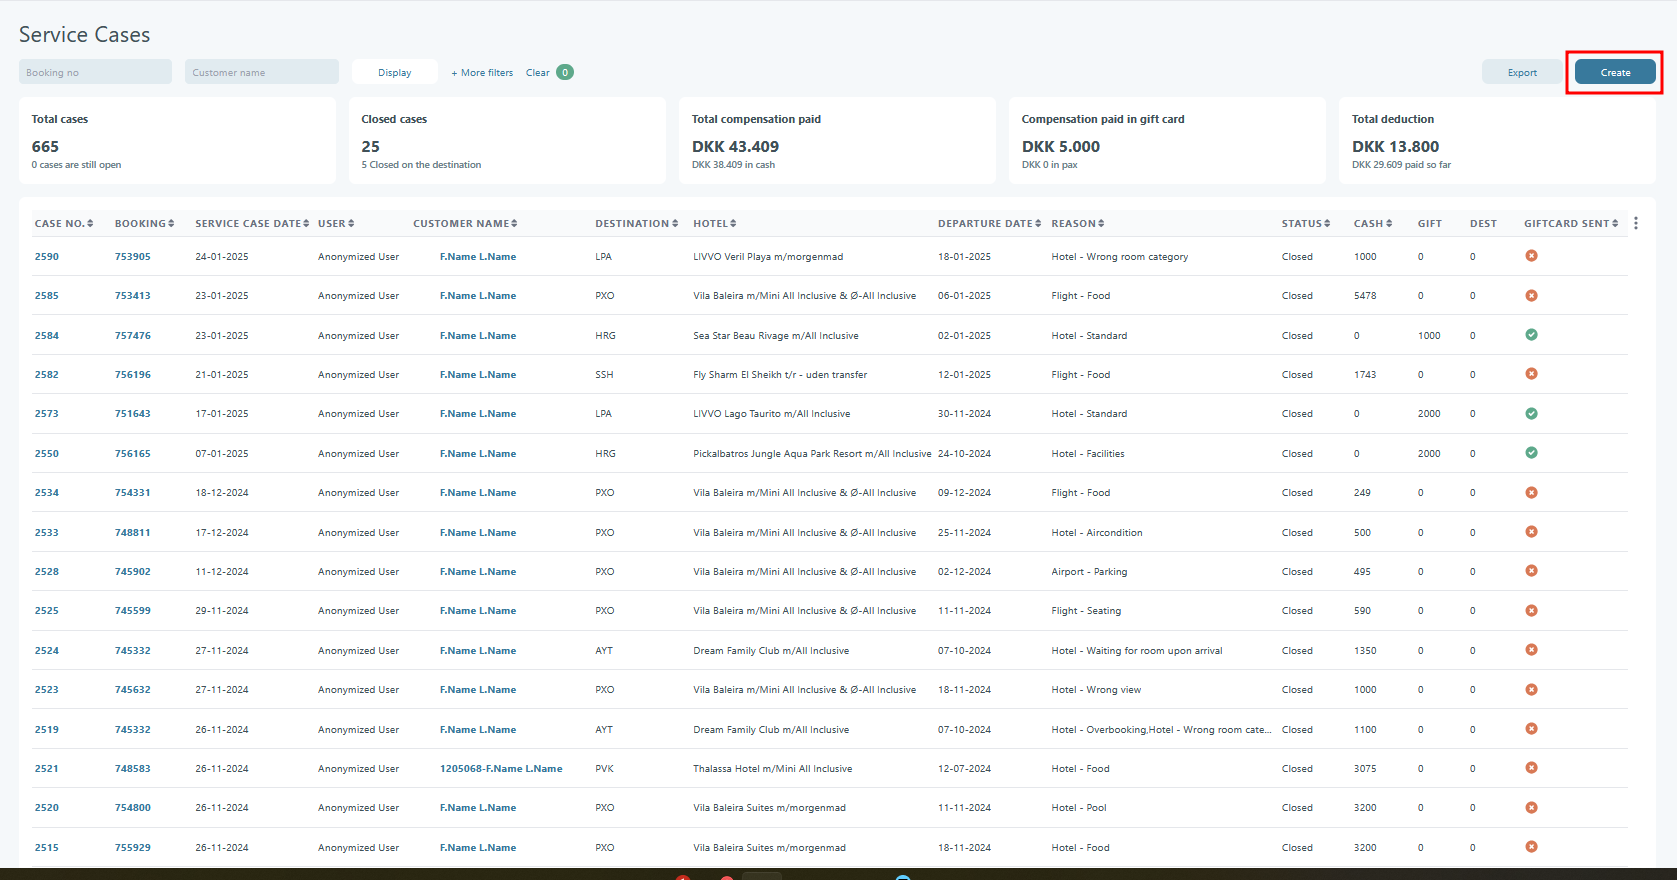 Service Cases
Booking no Customer name Display + More filters Clear 0 Export Create
Total cases Closed cases Total compensation paid Compensation paid in gift card Total deduction
665 25 DKK 43.409 DKK 5.000 DKK 13.800
0 cases are still open 5 Closed on the destination DKK 38.409 in cash DKK 0 in pax DKK 29.609 paid so far
CASE NO. BOOKING SERVICE CASE DATE USER CUSTOMER NAME DESTINATION HOTEL DEPARTURE DATE REASON STATUS CASH GIFT DEST GIFTCARD SENT
2590 753905 24-01-2025 Anonymized User F.Name L.Name LPA LIVVO Veril Playa m/morgenmad 18-01-2025 Hotel - Wrong room category Closed 1000 0 0
2585 753413 23-01-2025 Anonymized User F.Name L.Name PXO Vila Baleira m/Mini All Inclusive & Ø-All Inclusive 06-01-2025 Flight - Food Closed 5478 0 0
2584 757476 23-01-2025 Anonymized User F.Name L.Name HRG Sea Star Beau Rivage m/All Inclusive 02-01-2025 Hotel - Standard Closed 0 1000 0
2582 756196 21-01-2025 Anonymized User F.Name L.Name SSH Fly Sharm El Sheikh t/r - uden transfer 12-01-2025 Flight - Food Closed 1743 0 0
2573 751643 17-01-2025 Anonymized User F.Name L.Name LPA LIVVO Lago Taurito m/All Inclusive 30-11-2024 Hotel - Standard Closed 0 2000 0
2550 756165 07-01-2025 Anonymized User F.Name L.Name HRG Pickalbatros Jungle Aqua Park Resort m/All Inclusive 24-10-2024 Hotel - Facilities Closed 0 2000 0
2534 754331 18-12-2024 Anonymized User F.Name L.Name PXO Vila Baleira m/Mini All Inclusive & Ø-All Inclusive 09-12-2024 Flight - Food Closed 249 0 0
2533 748811 17-12-2024 Anonymized User F.Name L.Name PXO Vila Baleira m/Mini All Inclusive & Ø-All Inclusive 25-11-2024 Hotel - Aircondition Closed 500 0 0
2528 745902 11-12-2024 Anonymized User F.Name L.Name PXO Vila Baleira m/Mini All Inclusive & Ø-All Inclusive 02-12-2024 Airport - Parking Closed 495 0 0
2525 745599 29-11-2024 Anonymized User F.Name L.Name PXO Vila Baleira m/Mini All Inclusive & Ø-All Inclusive 11-11-2024 Flight - Seating Closed 590 0 0
2524 745332 27-11-2024 Anonymized User F.Name L.Name AYT Dream Family Club m/All Inclusive 07-10-2024 Hotel - Waiting for room upon arrival Closed 1350 0 0
2523 745632 27-11-2024 Anonymized User F.Name L.Name PXO Vila Baleira m/Mini All Inclusive & Ø-All Inclusive 18-11-2024 Hotel - Wrong view Closed 1000 0 0
2519 745332 26-11-2024 Anonymized User F.Name L.Name AYT Dream Family Club m/All Inclusive 07-10-2024 Hotel - Overbooking,Hotel - Wrong room cate... Closed 1100 0 0
2521 748583 26-11-2024 Anonymized User 1205068-F.Name L.Name PVK Thalassa Hotel m/Mini All Inclusive 12-07-2024 Hotel - Food Closed 3075 0 0
2520 754800 26-11-2024 Anonymized User F.Name L.Name PXO Vila Baleira Suites m/morgenmad 11-11-2024 Hotel - Pool Closed 3200 0 0
2515 755929 26-11-2024 Anonymized User F.Name L.Name PXO Vila Baleira Suites m/morgenmad 18-11-2024 Hotel - Food Closed 3200 0 0